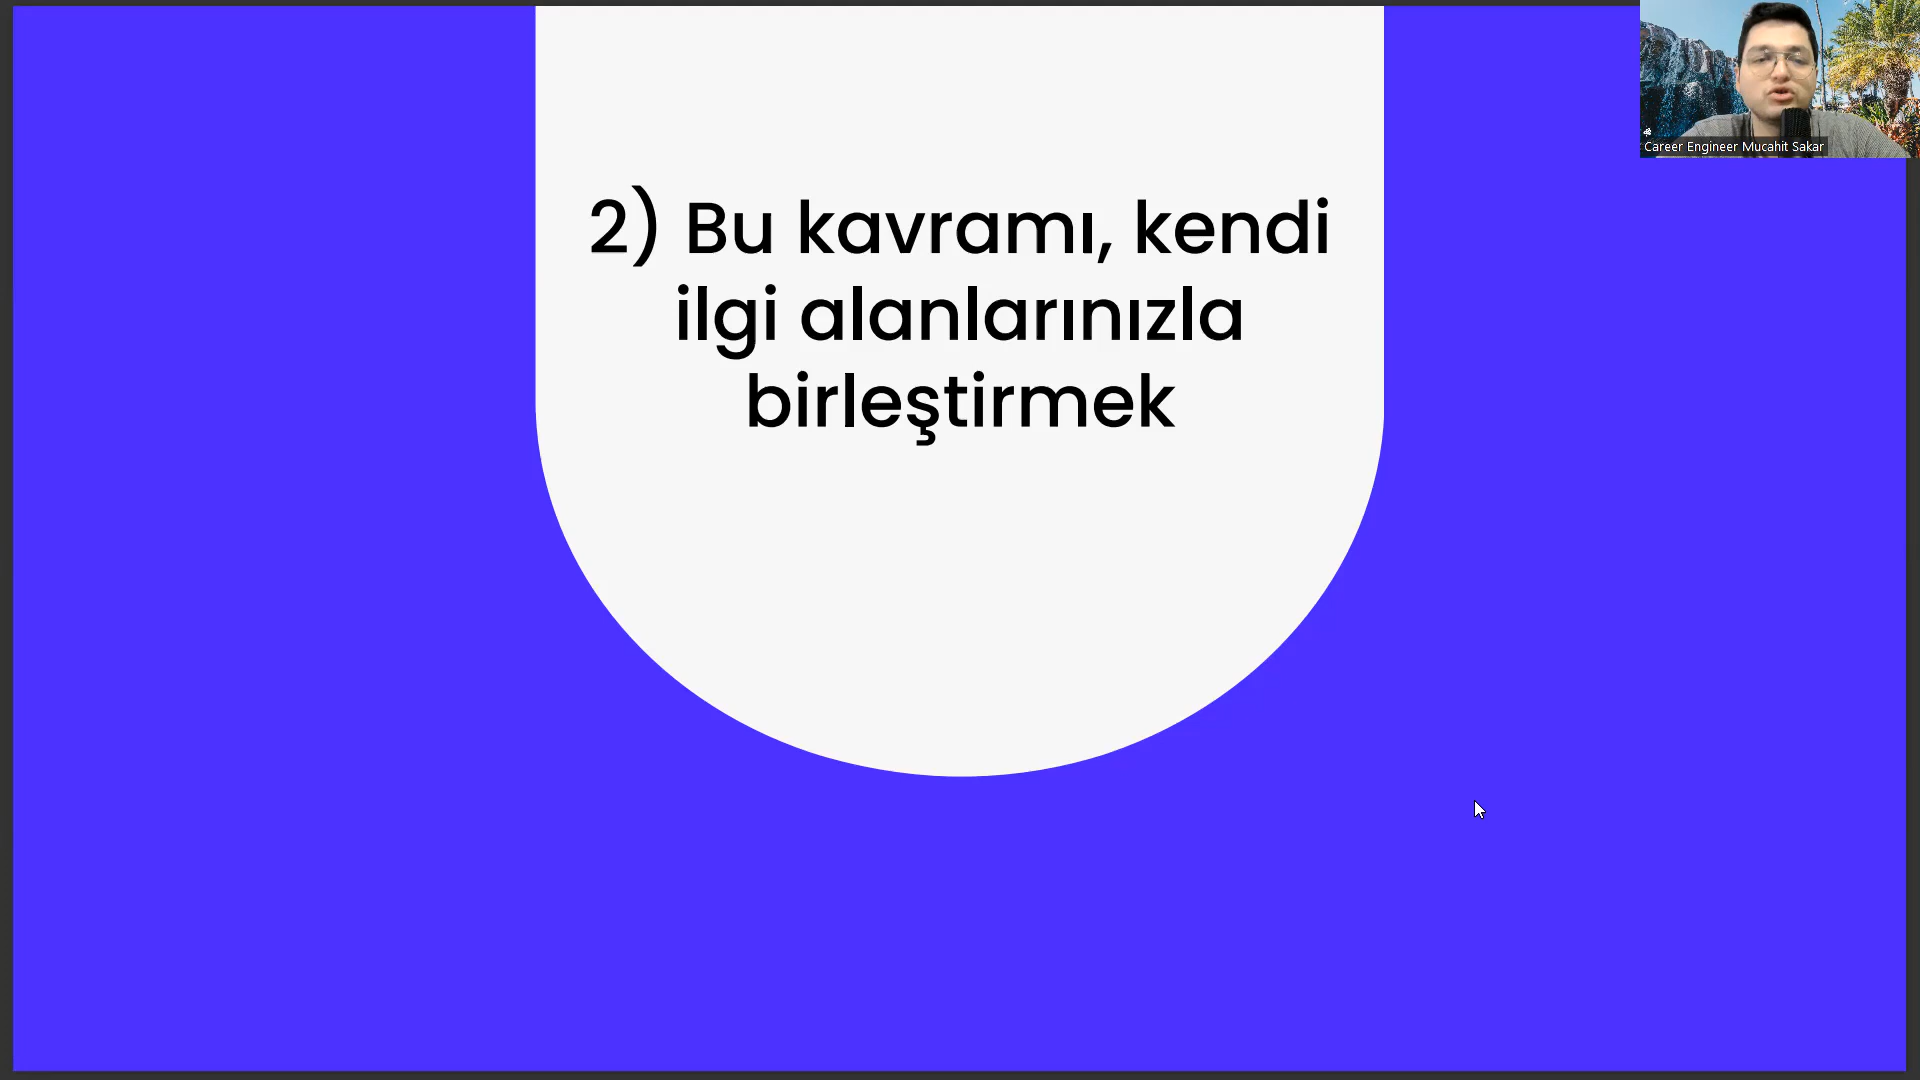 2) Bu kavramı, kendi
ilgi alanlarınızla
birleştirmek
Career Engineer Mucahit Sakar